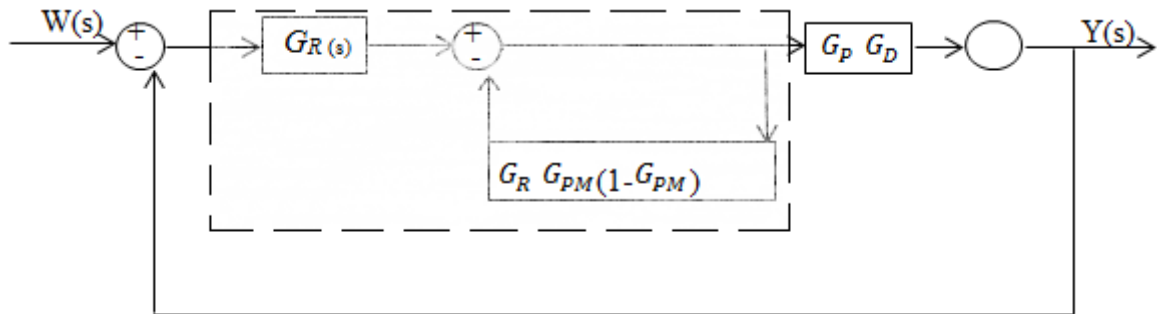 W(s)
+
-
G_R (s)
+
-
G_P G_D
Y(s)
G_R G_PM(1-G_PM)